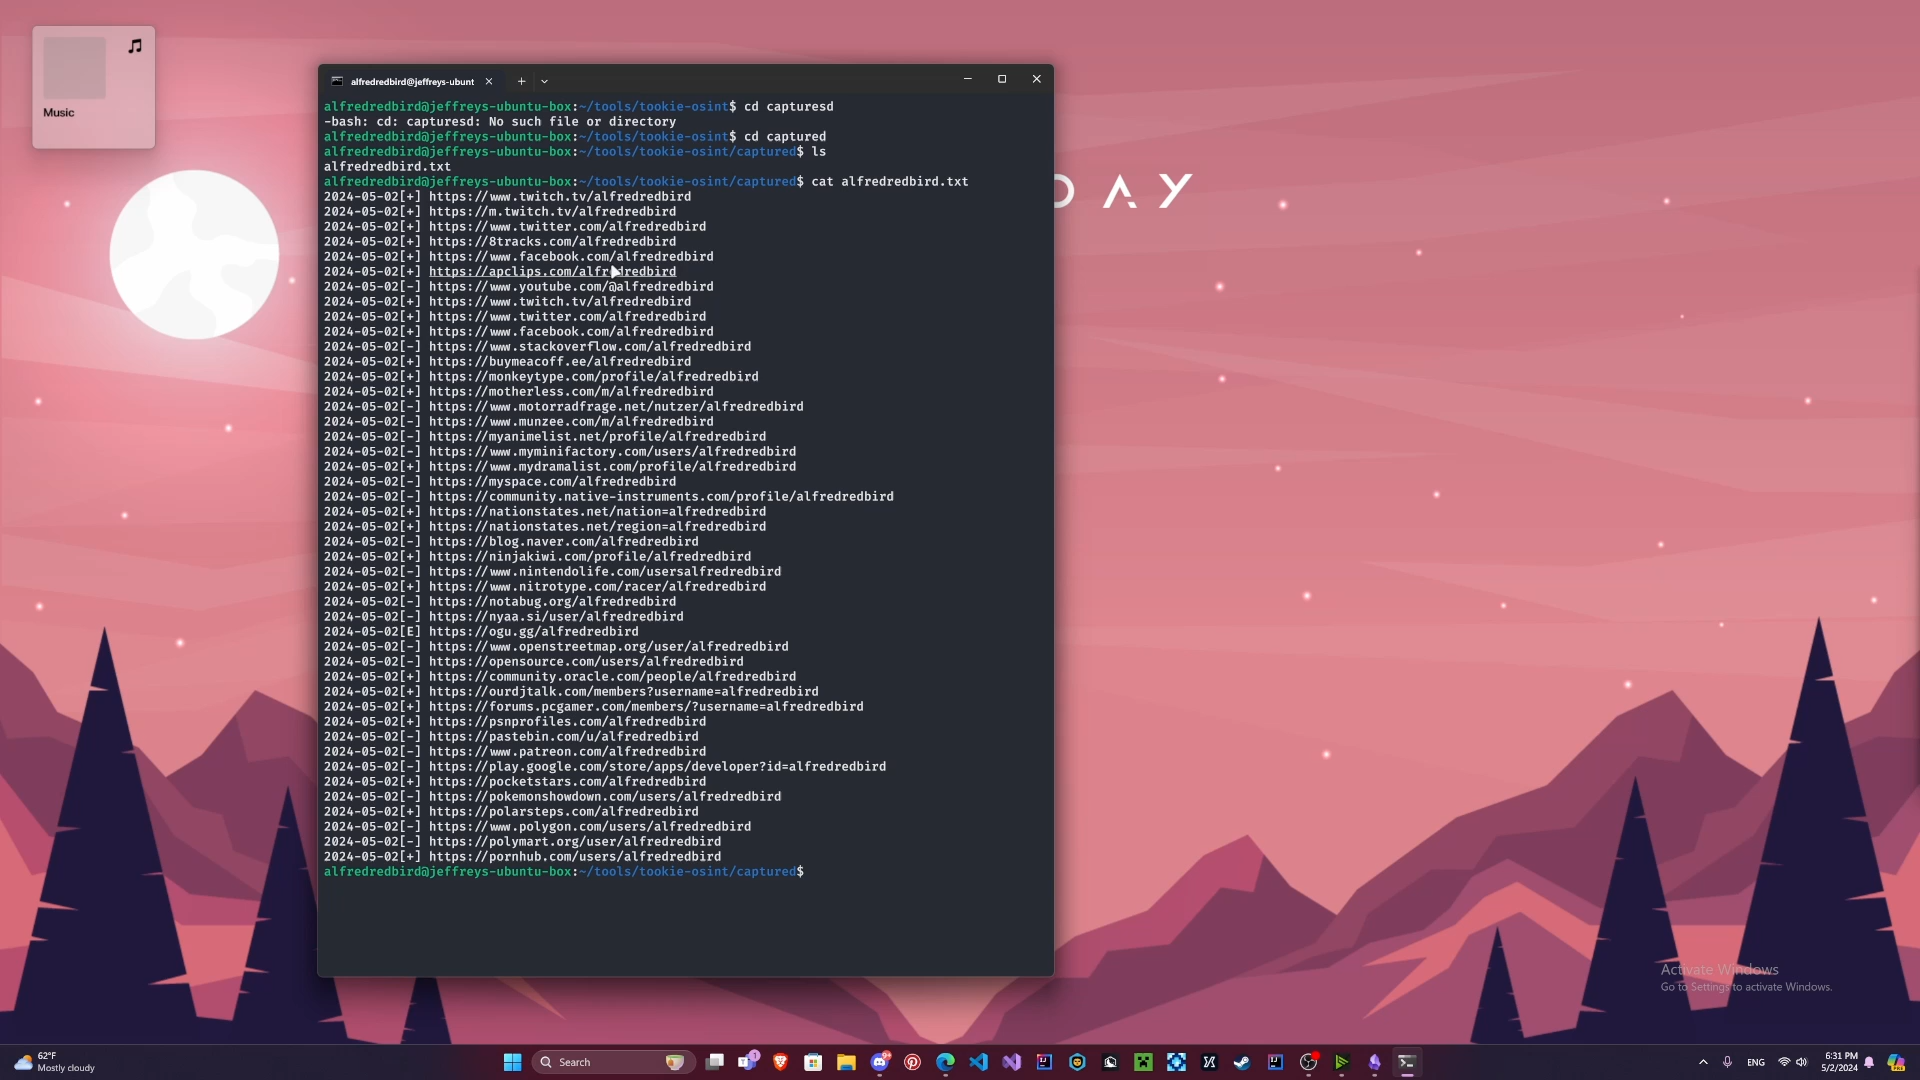 Music
alfredredbird@jeffreys-ubunt
DAY
alfredredbird@jeffreys-ubuntu-box:~/tools/tookie-osint$ cd capturesd
-bash: cd: capturesd: No such file or directory
alfredredbird@jeffreys-ubuntu-box:~/tools/tookie-osint$ cd captured
alfredredbird@jeffreys-ubuntu-box:~/tools/tookie-osint/captured$ ls
alfredredbird.txt
alfredredbird@jeffreys-ubuntu-box:~/tools/tookie-osint/captured$ cat alfredredbird.txt
2024-05-02[+] https://www.twitch.tv/alfredredbird
2024-05-02[+] https://m.twitch.tv/alfredredbird
2024-05-02[+] https://www.twitter.com/alfredredbird
2024-05-02[+] https://8tracks.com/alfredredbird
2024-05-02[+] https://www.facebook.com/alfredredbird
2024-05-02[+] https://apclips.com/alfredredbird
2024-05-02[-] https://www.youtube.com/@alfredredbird
2024-05-02[+] https://www.twitch.tv/alfredredbird
2024-05-02[+] https://www.twitter.com/alfredredbird
2024-05-02[+] https://www.facebook.com/alfredredbird
2024-05-02[-] https://www.stackoverflow.com/alfredredbird
2024-05-02[+] https://buymeacoff.ee/alfredredbird
2024-05-02[+] https://monkeytype.com/profile/alfredredbird
2024-05-02[+] https://motherless.com/m/alfredredbird
2024-05-02[-] https://www.motorradfrage.net/nutzer/alfredredbird
2024-05-02[-] https://www.munzee.com/m/alfredredbird
2024-05-02[-] https://myanimelist.net/profile/alfredredbird
2024-05-02[-] https://www.myminifactory.com/users/alfredredbird
2024-05-02[+] https://www.mydramalist.com/profile/alfredredbird
2024-05-02[-] https://myspace.com/alfredredbird
2024-05-02[-] https://community.native-instruments.com/profile/alfredredbird
2024-05-02[+] https://nationstates.net/nation=alfredredbird
2024-05-02[+] https://nationstates.net/region=alfredredbird
2024-05-02[-] https://blog.naver.com/alfredredbird
2024-05-02[+] https://ninjakiwi.com/profile/alfredredbird
2024-05-02[-] https://www.nintendolife.com/usersalfredredbird
2024-05-02[+] https://www.nitrotype.com/racer/alfredredbird
2024-05-02[-] https://notabug.org/alfredredbird
2024-05-02[-] https://nyaa.si/user/alfredredbird
2024-05-02[E] https://ogu.gg/alfredredbird
2024-05-02[-] https://www.openstreetmap.org/user/alfredredbird
2024-05-02[-] https://opensource.com/users/alfredredbird
2024-05-02[+] https://community.oracle.com/people/alfredredbird
2024-05-02[+] https://ourdjtalk.com/members?username=alfredredbird
2024-05-02[+] https://forums.pcgamer.com/members/?username=alfredredbird
2024-05-02[+] https://psnprofiles.com/alfredredbird
2024-05-02[-] https://pastebin.com/u/alfredredbird
2024-05-02[-] https://www.patreon.com/alfredredbird
2024-05-02[-] https://play.google.com/store/apps/developer?id=alfredredbird
2024-05-02[+] https://pocketstars.com/alfredredbird
2024-05-02[-] https://pokemonshowdown.com/users/alfredredbird
2024-05-02[+] https://polarsteps.com/alfredredbird
2024-05-02[-] https://www.polygon.com/users/alfredredbird
2024-05-02[-] https://polymart.org/user/alfredredbird
2024-05-02[+] https://pornhub.com/users/alfredredbird
alfredredbird@jeffreys-ubuntu-box:~/tools/tookie-osint/captured$
Activate Windows
Go to Settings to activate Windows.
62°F
Mostly cloudy
Search
ENG
6:31 PM
5/2/2024